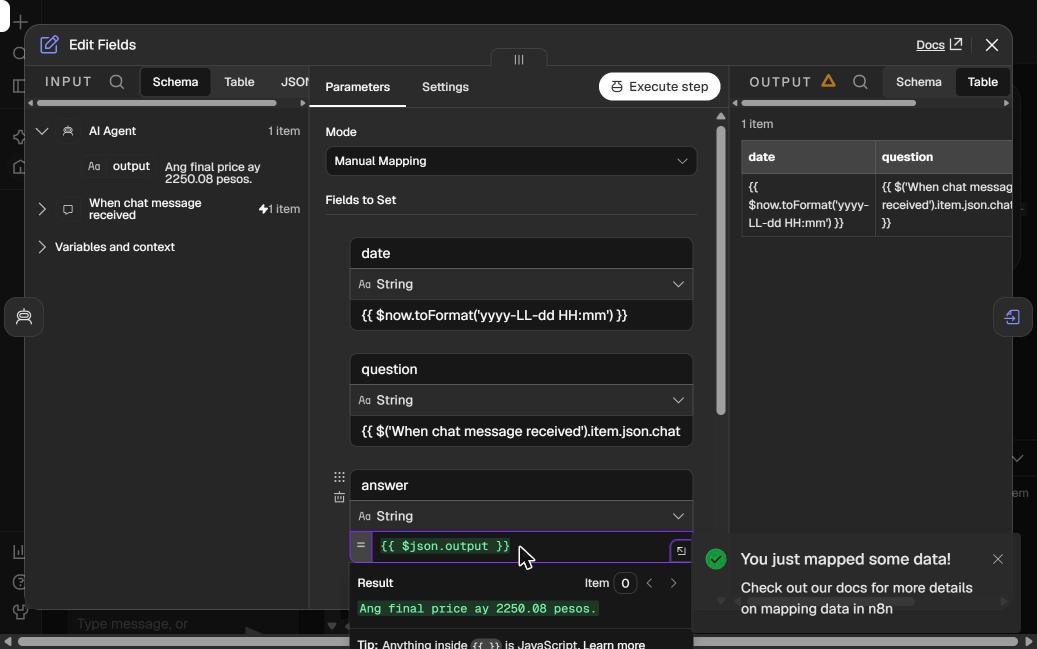 Edit Fields
Docs
INPUT
Schema
Table
JSON
AI Agent
1 item
Aa
output
Ang final price ay
2250.08 pesos.
When chat message
received
1 item
Variables and context
Parameters
Settings
Execute step
Mode
Manual Mapping
Fields to Set
date
Aa String
{{ $now.toFormat('yyyy-LL-dd HH:mm') }}
question
Aa String
{{ $('When chat message received').item.json.chat
answer
Aa String
=
{{ $json.output }}
Result
Item 0
Ang final price ay 2250.08 pesos.
Tip: Anything inside {{ }} is JavaScript. Learn more
OUTPUT
Schema
Table
1 item
date
question
{{
$now.toFormat('yyyy-
LL-dd HH:mm') }}
{{ $('When chat messag
received').item.json.chat
}}
You just mapped some data!
Check out our docs for more details
on mapping data in n8n
Type message, or
em